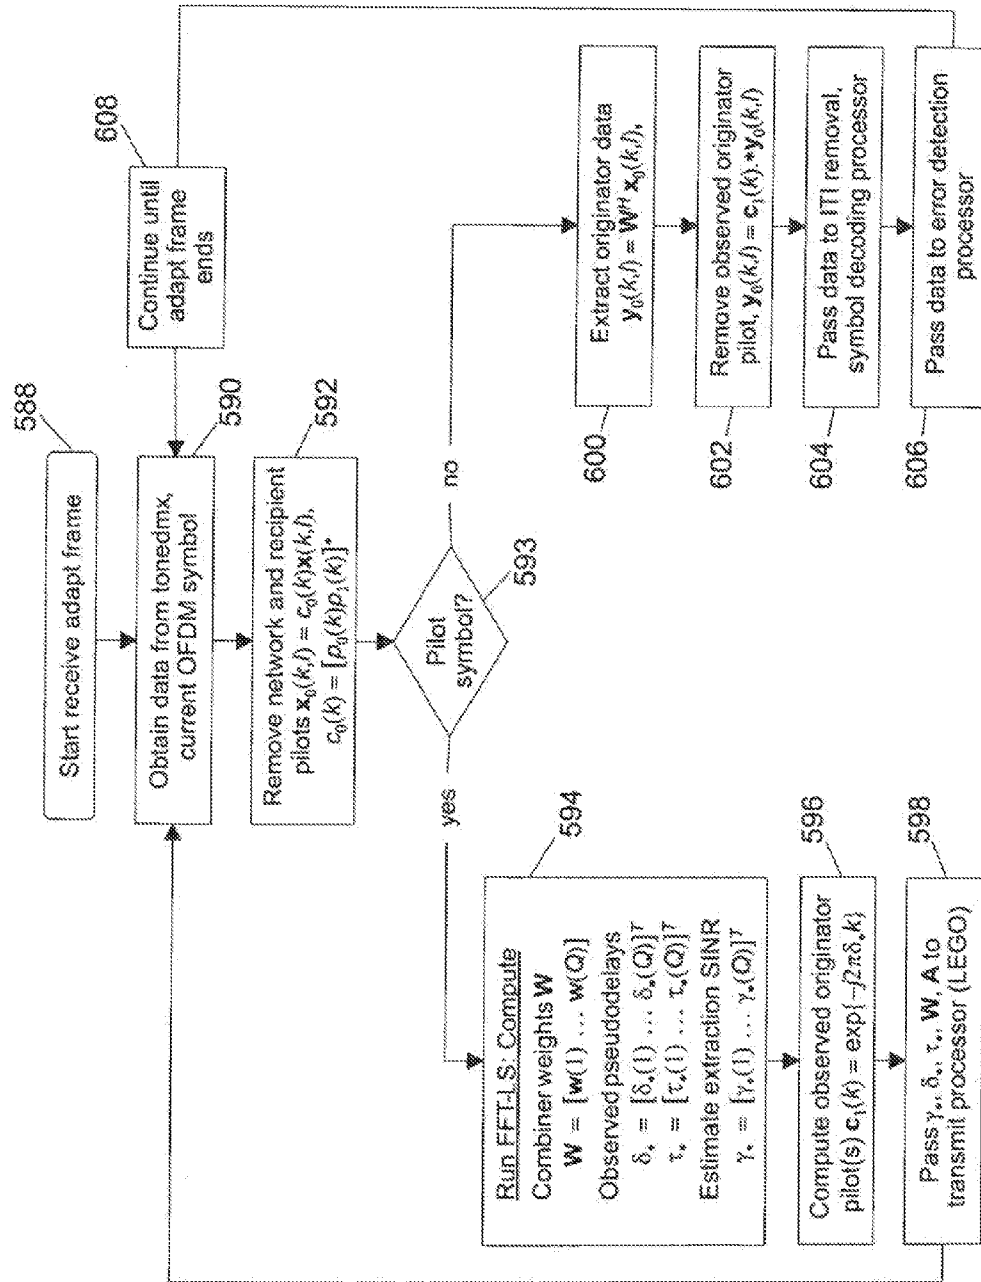 588
Start receive adapt frame
608
Continue until
adapt frame
ends
590
Obtain data from tonedmx,
current OFDM symbol
592
Remove network and recipient
pilots x₀(k,l) = c₀(k)x(k,l),
c₀(k) = [p₀(k)p₁(k)]*
593
Pilot
symbol?
yes
no
594
Run FFT-LS: Compute
Combiner weights W
W = [w(1) ... w(Q)]
Observed pseudodelays
δ* = [δ*(1) ... δ*(Q)]ᵀ
τ* = [τ*(1) ... τ*(Q)]ᵀ
Estimate extraction SINR
γ* = [γ*(1) ... γ*(Q)]ᵀ
596
Compute observed originator
pilot(s) c₁(k) = exp{-j2πδ*k}
598
Pass γ*, δ*, τ*, W, A to
transmit processor (LEGO)
600
Extract originator data
y₀(k,l) = Wᴴ x₀(k,l),
602
Remove observed originator
pilot, y₀(k,l) = c₁(k).*y₀(k,l)
604
Pass data to ITI removal,
symbol decoding processor
606
Pass data to error detection
processor